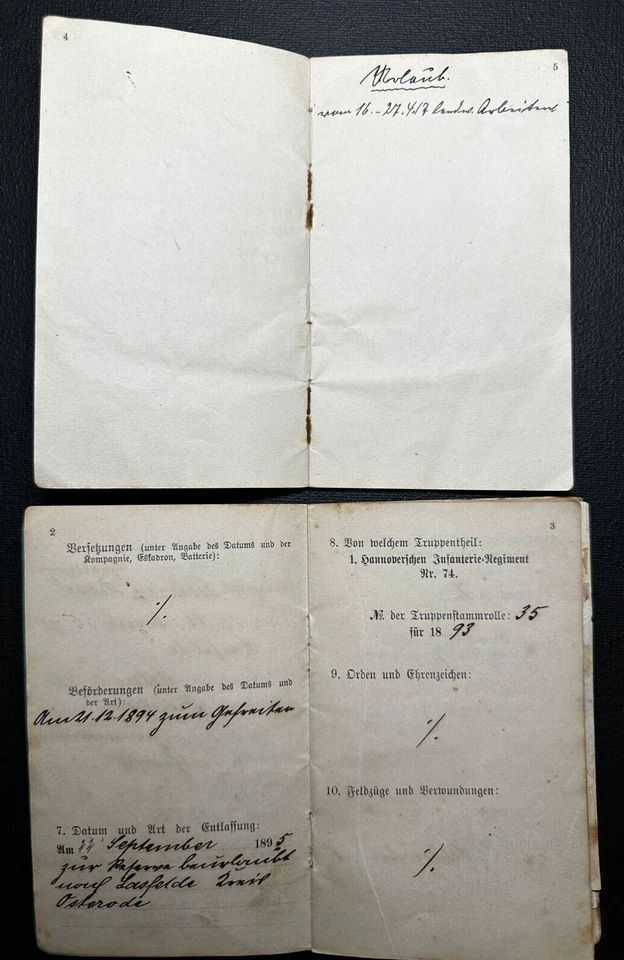 4
5
Urlaub.
vom 16.-27.4.17 landw. Arbeiten
2
Versetzungen (unter Angabe des Datums und der
Kompagnie, Eskadron, Batterie):
·/.
Beförderungen (unter Angabe des Datums und
der Art):
Am 21.12.1894 zum Gefreiten
7. Datum und Art der Entlassung:
Am September 1895
zur Reserve beurlaubt
nach Lasfelde Kreis
Osterode
3
8. Von welchem Truppentheil:
1. Hannoverschen Infanterie-Regiment
Nr. 74.
№ der Truppenstammrolle: 35
für 1893
9. Orden und Ehrenzeichen:
·/.
10. Feldzüge und Verwundungen:
·/.